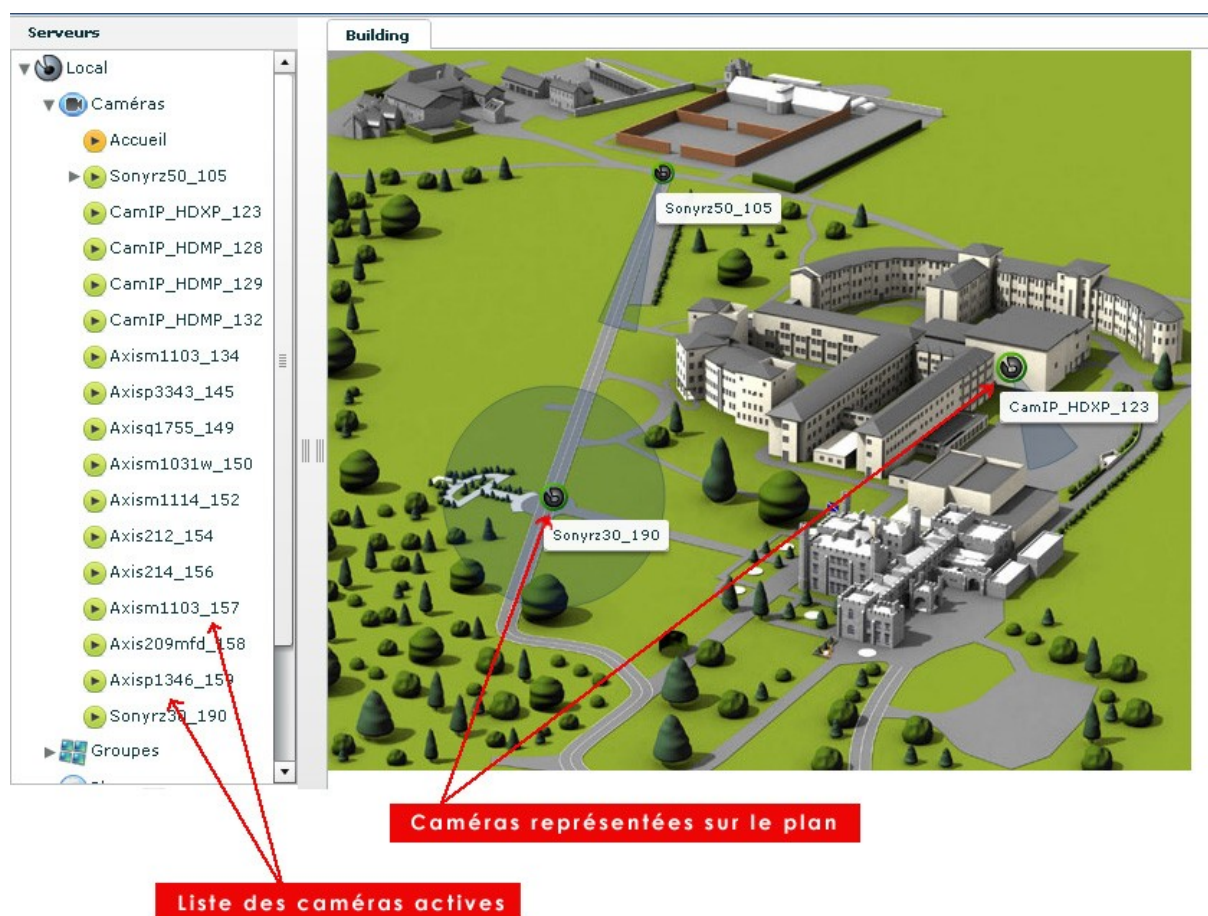 Serveurs
Building
Local
Caméras
Accueil
Sonyrz50_105
CamIP_HDXP_123
CamIP_HDMP_128
CamIP_HDMP_129
CamIP_HDMP_132
Axism1103_134
Axisp3343_145
Axisq1755_149
Axism1031w_150
Axism1114_152
Axis212_154
Axis214_156
Axism1103_157
Axis209mfd_158
Axisp1346_159
Sonyrz30_190
Groupes
Sonyrz50_105
CamIP_HDXP_123
Sonyrz30_190
Caméras représentées sur le plan
Liste des caméras actives